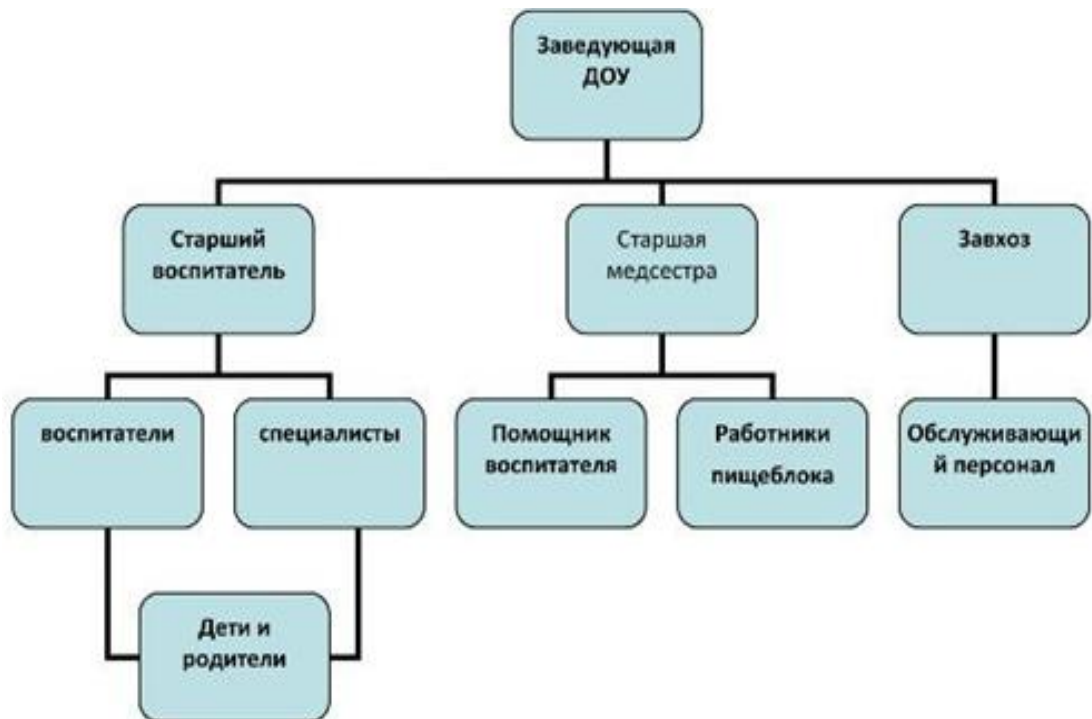 Заведующая
ДОУ
Старший
воспитатель
Старшая
медсестра
Завхоз
воспитатели
специалисты
Помощник
воспитателя
Работники
пищеблока
Обслуживающи
й персонал
Дети и
родители